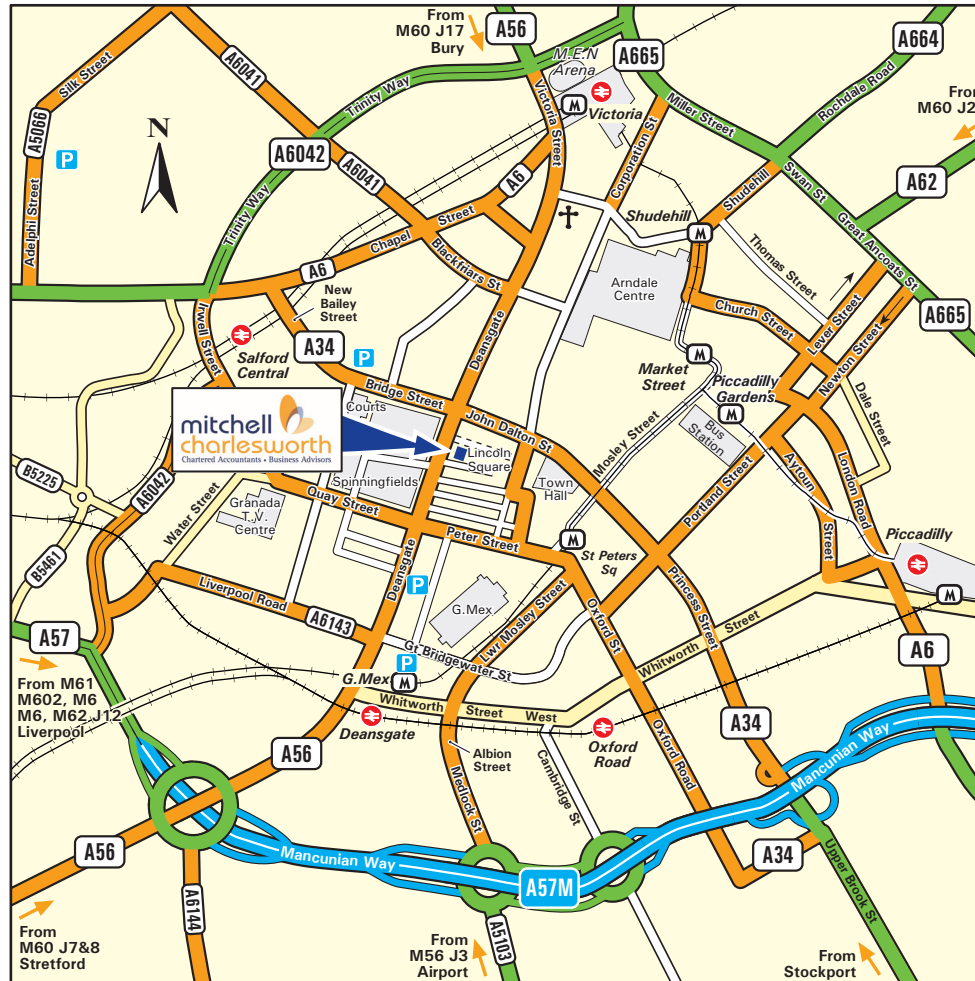 From
M60 J17
Bury
A56
M.E.N
Arena
A665
A664
Rochdale Road
From
M60 J2
Silk Street
A6041
Trinity Way
Victoria Street
M
Victoria
Miller Street
A5066
P
N
A6042
A6041
A6
Corporation St
Swan St
A62
Adelphi Street
Trinity Way
Chapel
Street
Shudehill
Shudehill
M
Great Ancoats St
A6
Blackfriars St
Thomas Street
New
Bailey
Street
Arndale
Centre
Church Street
Lever Street
Newton Street
A665
Irwell Street
A34
Deansgate
Salford
Central
P
Market
Street
M
Piccadilly
Gardens
M
Dale Street
Bridge Street
John Dalton St
mitchell
charlesworth
Chartered Accountants • Business Advisors
Courts
Lincoln
Square
Mosley Street
Bus
Station
B5225
A6042
Water Street
Spinningfields
Town
Hall
Portland Street
Aytoun
Street
London Road
Granada
T.V.
Centre
Quay Street
Peter Street
M
St Peters
Sq
Piccadilly
B5461
Liverpool Road
Deansgate
P
G.Mex
Princess Street
M
A57
A6143
Lwr Mosley Street
Oxford St
Whitworth
Street
A6
Gt Bridgewater St
From M61
M602, M6
M6, M62 J12
Liverpool
P
G.Mex
M
Whitworth
Street
West
A56
Deansgate
Albion
Street
Oxford
Road
Oxford Road
A34
Medlock St
Cambridge St
Mancunian Way
A56
Mancunian Way
A57M
A34
Upper Brook St
A6144
A5103
From
M60 J7&8
Stretford
From
M56 J3
Airport
From
Stockport